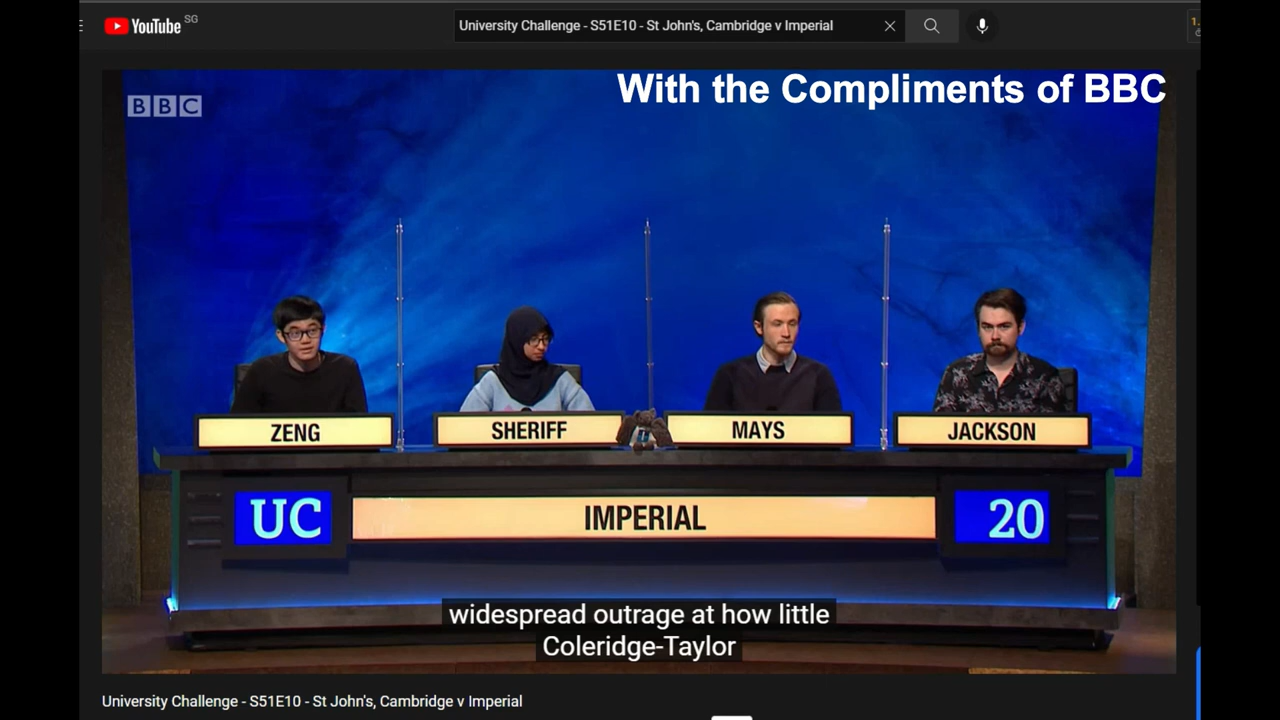 YouTube SG
University Challenge - S51E10 - St John's, Cambridge v Imperial
With the Compliments of BBC
BBC
ZENG
SHERIFF
MAYS
JACKSON
UC
IMPERIAL
20
widespread outrage at how little
Coleridge-Taylor
University Challenge - S51E10 - St John's, Cambridge v Imperial